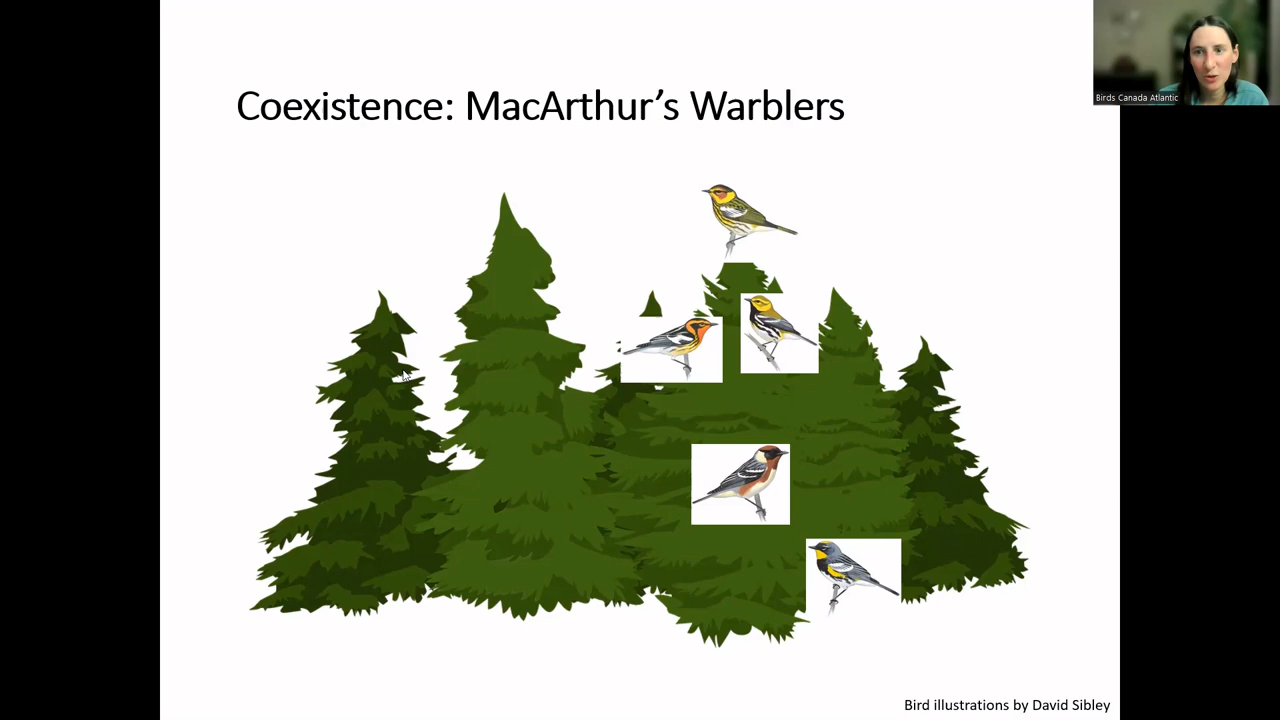 Birds Canada Atlantic
Coexistence: MacArthur’s Warblers
Bird illustrations by David Sibley